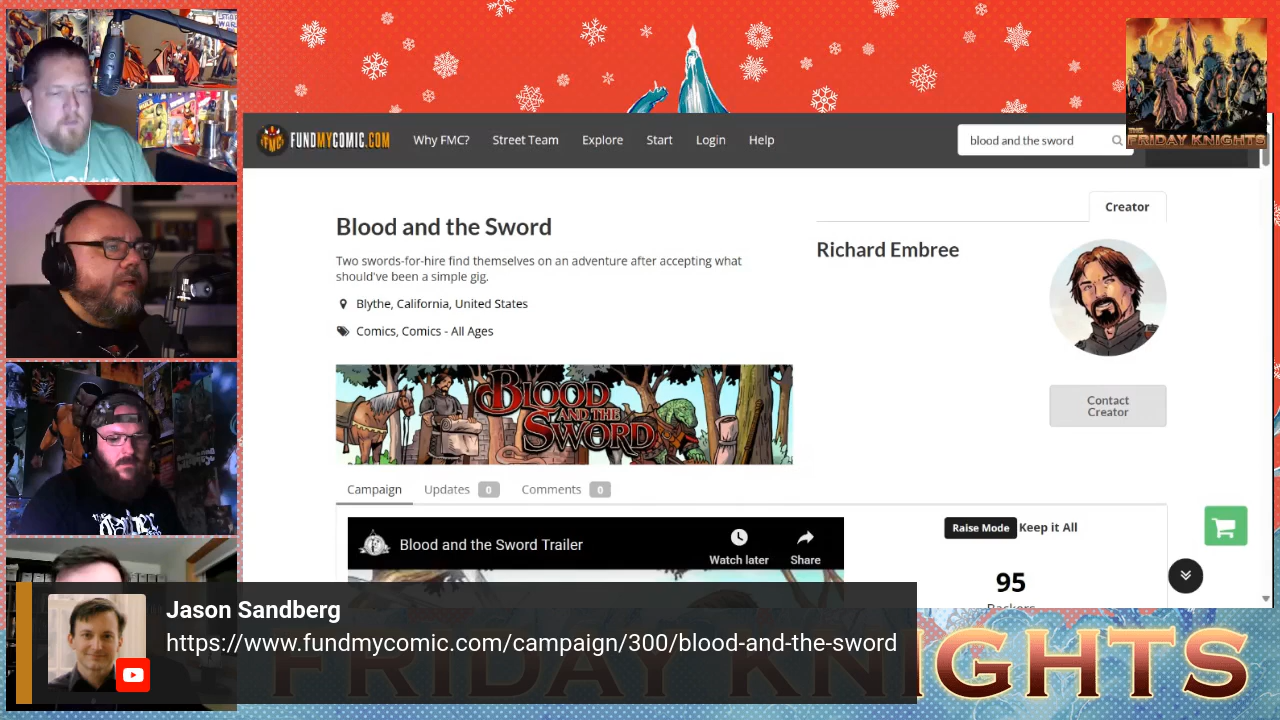 THE
FRIDAY KNIGHTS
FUNDMYCOMIC.COM
Why FMC?
Street Team
Explore
Start
Login
Help
blood and the sword
Creator
Blood and the Sword
Richard Embree
Two swords-for-hire find themselves on an adventure after accepting what
should've been a simple gig.
Blythe, California, United States
Comics, Comics - All Ages
BLOOD
AND THE
SWORD
Contact
Creator
Campaign
Updates 0
Comments 0
Raise Mode Keep it All
Blood and the Sword Trailer
Watch later
Share
95
Backers
Jason Sandberg
https://www.fundmycomic.com/campaign/300/blood-and-the-sword
FRIDAY KNIGHTS